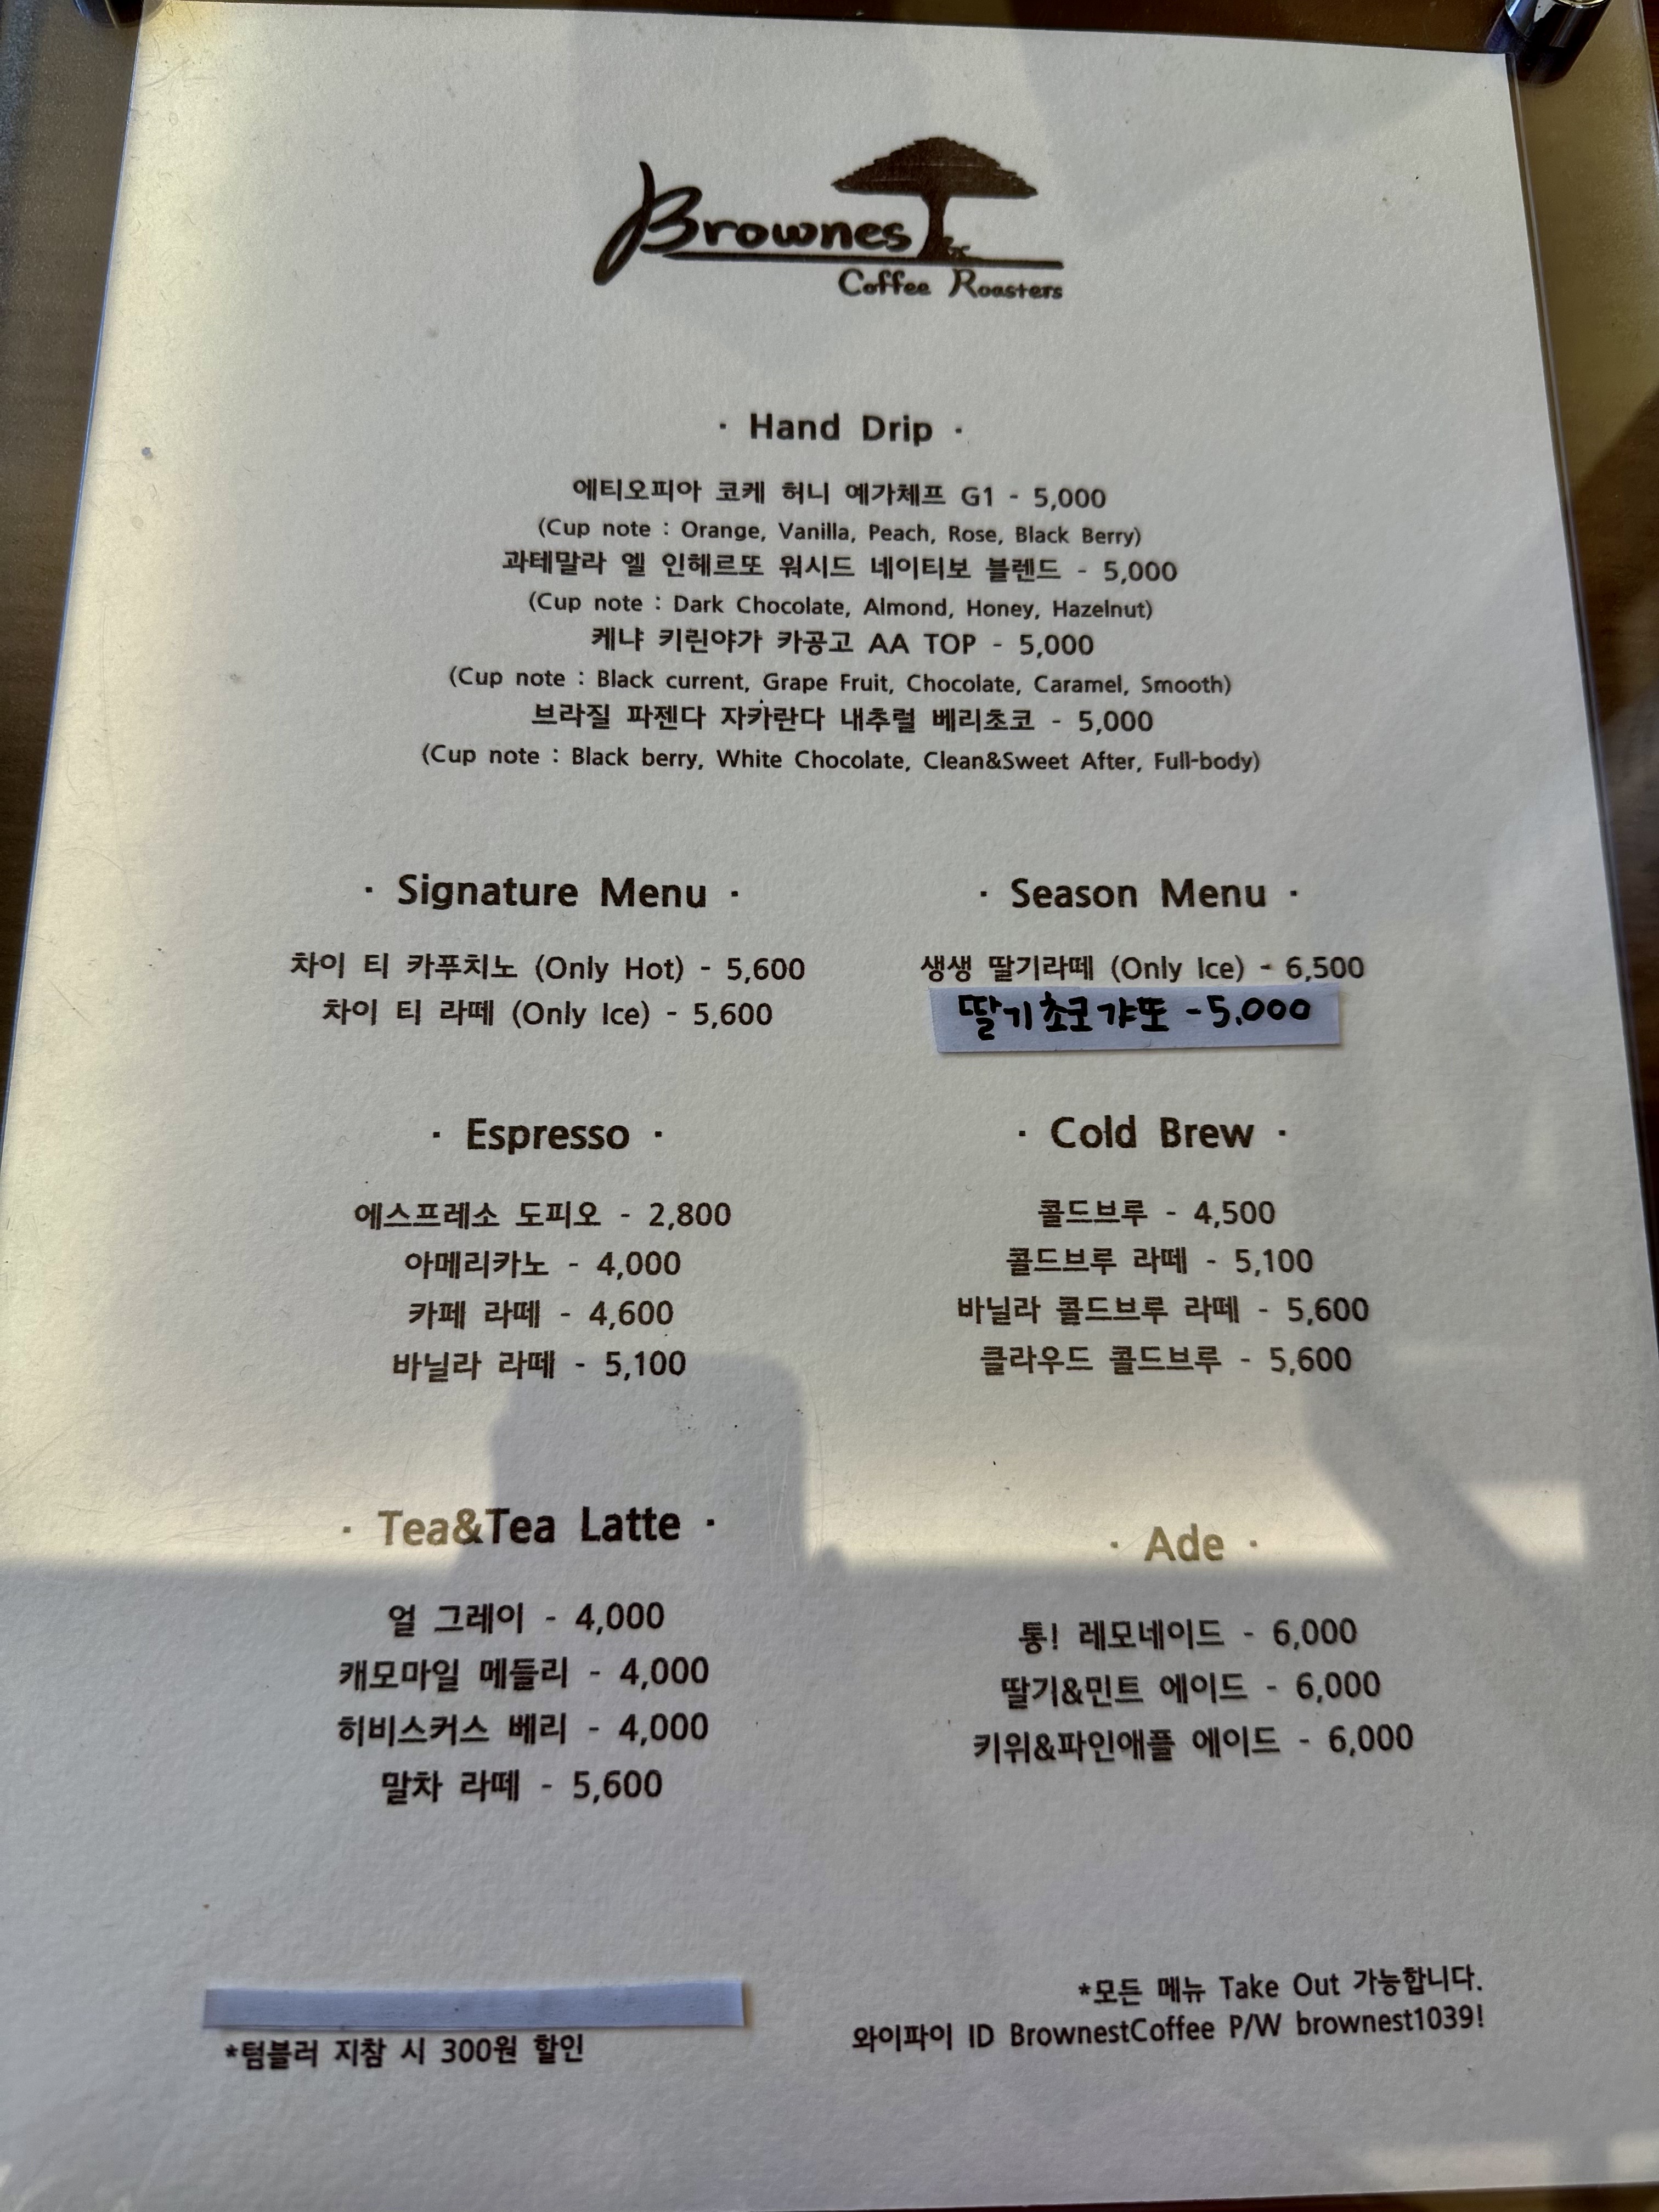 Brownest
Coffee Roasters
· Hand Drip ·
에티오피아 코케 허니 예가체프 G1 - 5,000
(Cup note : Orange, Vanilla, Peach, Rose, Black Berry)
과테말라 엘 인헤르또 워시드 네이티보 블렌드 - 5,000
(Cup note : Dark Chocolate, Almond, Honey, Hazelnut)
케냐 키린야가 카공고 AA TOP - 5,000
(Cup note : Black current, Grape Fruit, Chocolate, Caramel, Smooth)
브라질 파젠다 자카란다 내추럴 베리초코 - 5,000
(Cup note : Black berry, White Chocolate, Clean&Sweet After, Full-body)
· Signature Menu ·
차이 티 카푸치노 (Only Hot) - 5,600
차이 티 라떼 (Only Ice) - 5,600
· Season Menu ·
생생 딸기라떼 (Only Ice) - 6,500
딸기초코갸또 - 5.000
· Espresso ·
에스프레소 도피오 - 2,800
아메리카노 - 4,000
카페 라떼 - 4,600
바닐라 라떼 - 5,100
· Cold Brew ·
콜드브루 - 4,500
콜드브루 라떼 - 5,100
바닐라 콜드브루 라떼 - 5,600
클라우드 콜드브루 - 5,600
· Tea&Tea Latte ·
얼 그레이 - 4,000
캐모마일 메들리 - 4,000
히비스커스 베리 - 4,000
말차 라떼 - 5,600
· Ade ·
통! 레모네이드 - 6,000
딸기&민트 에이드 - 6,000
키위&파인애플 에이드 - 6,000
*텀블러 지참 시 300원 할인
*모든 메뉴 Take Out 가능합니다.
와이파이 ID BrownestCoffee P/W brownest1039!